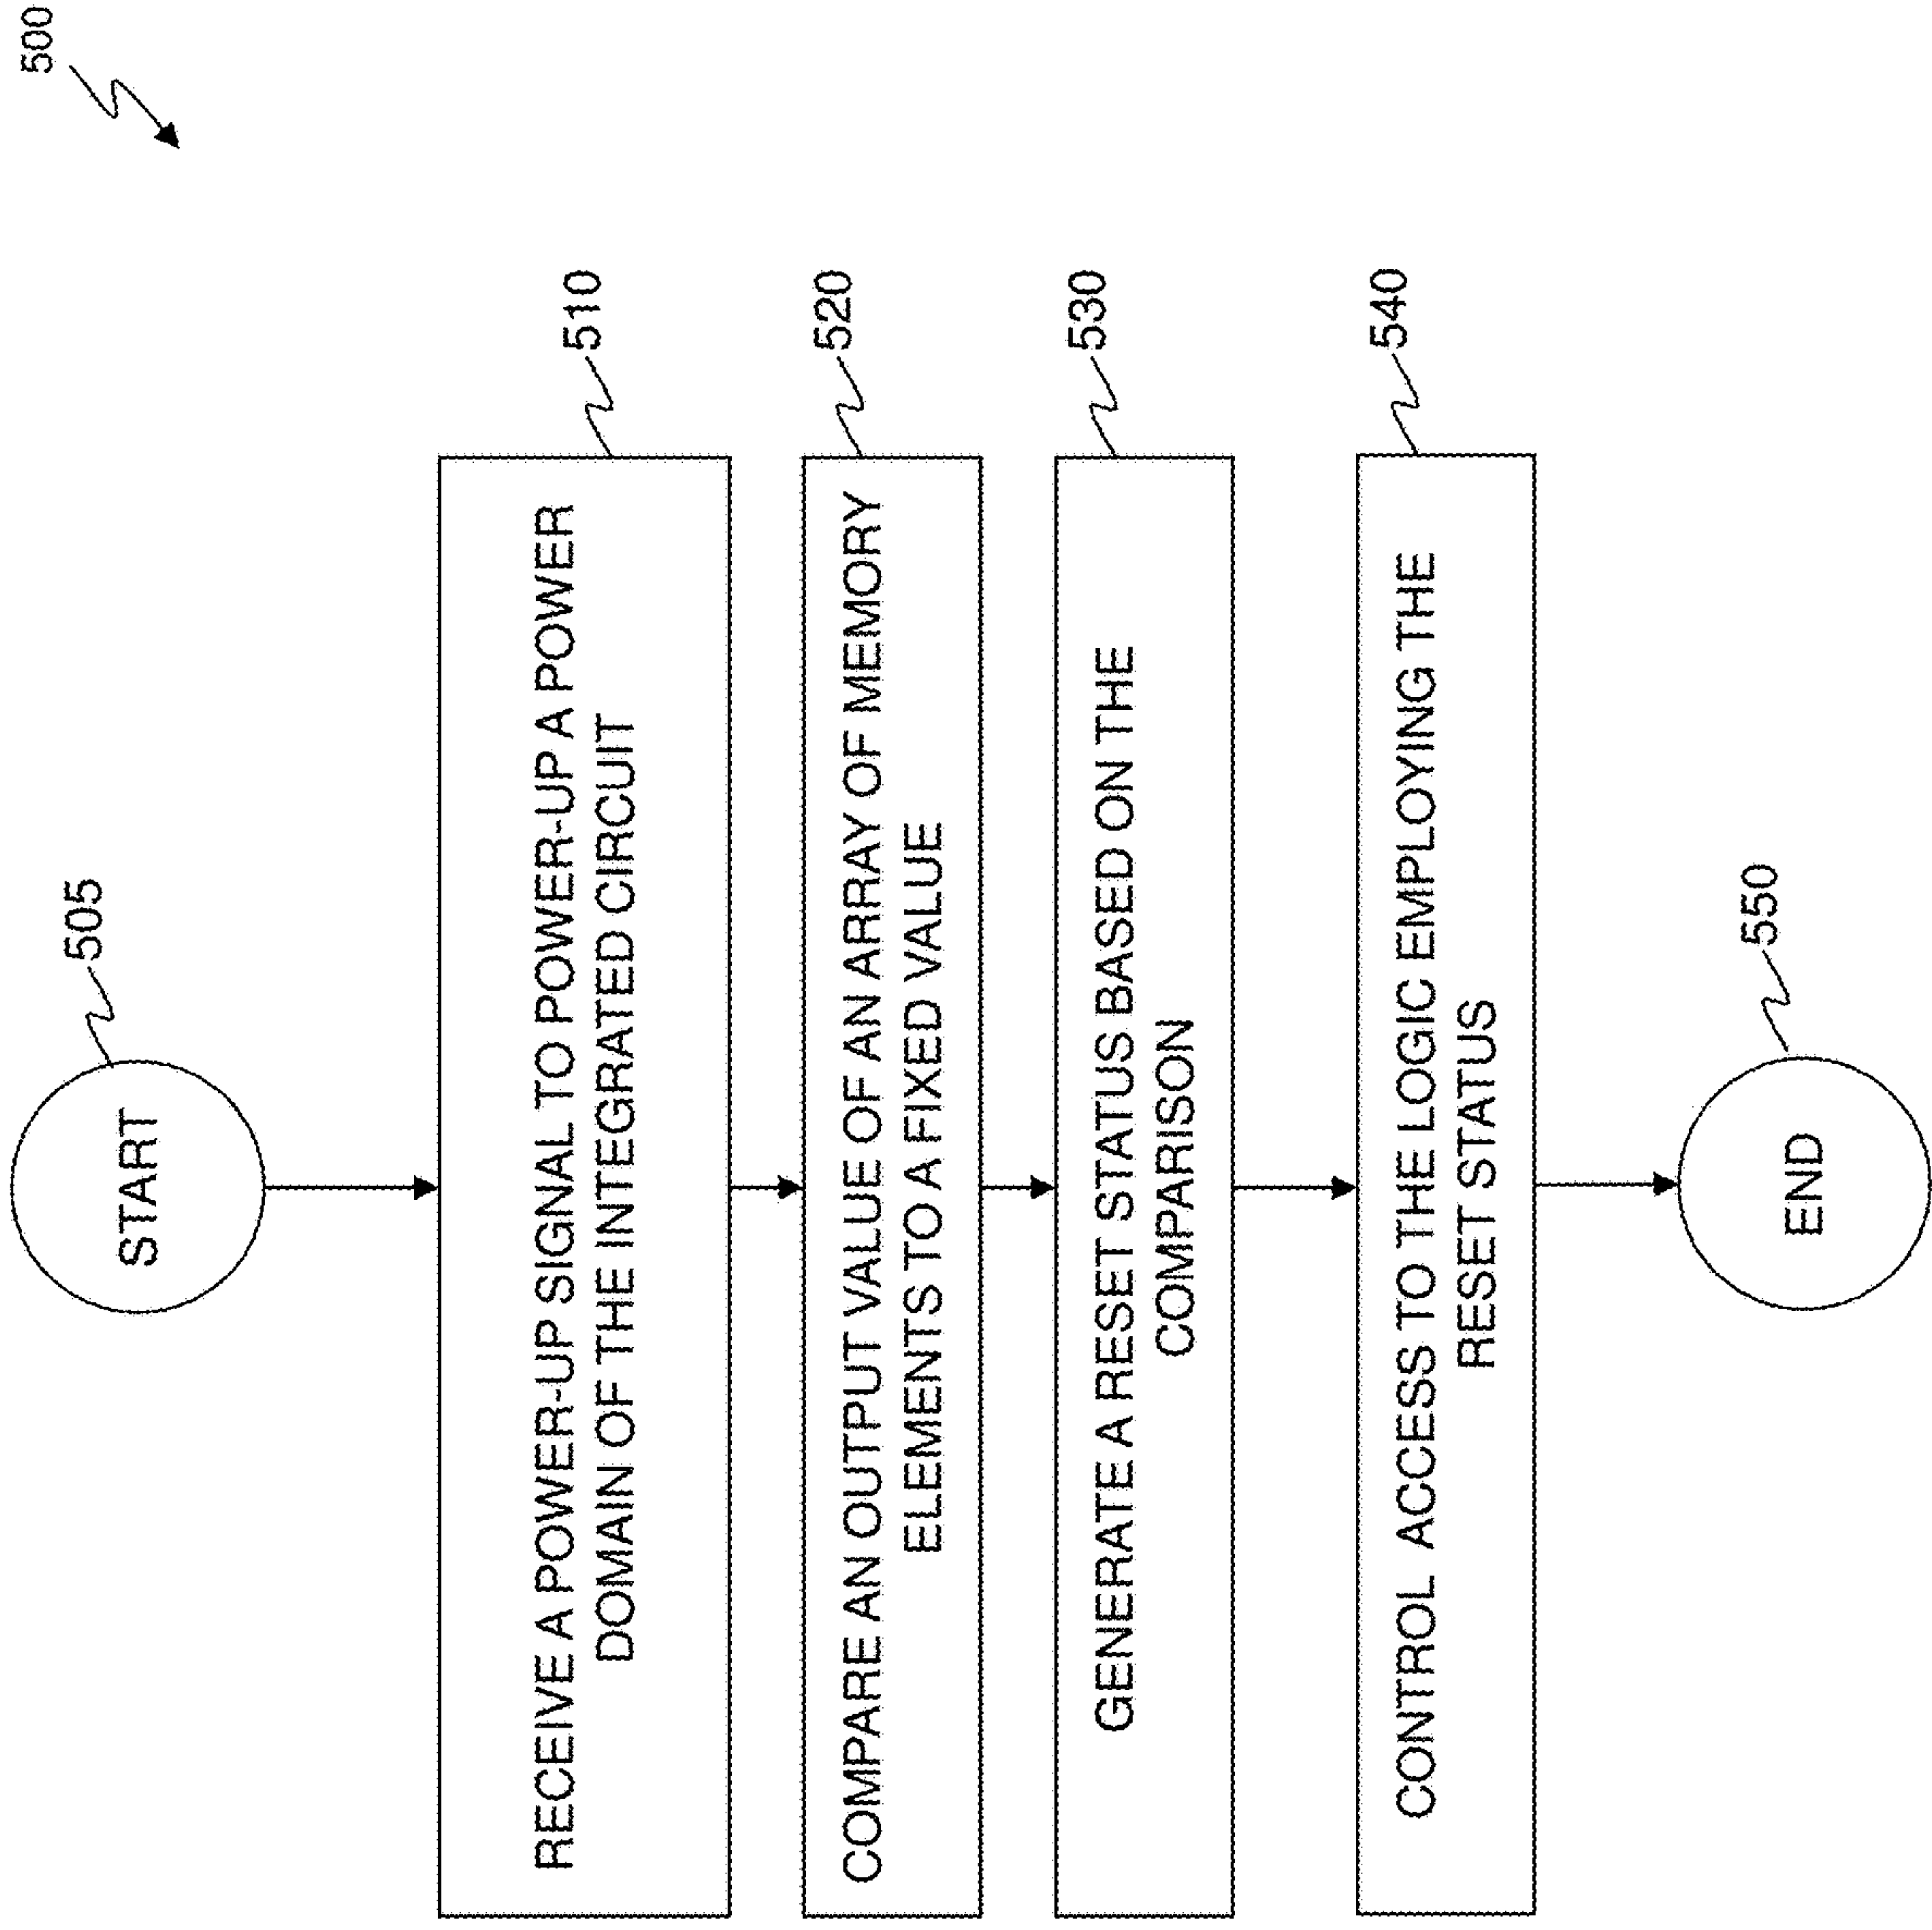 500
START
505
RECEIVE A POWER-UP SIGNAL TO POWER-UP A POWER
DOMAIN OF THE INTEGRATED CIRCUIT
510
COMPARE AN OUTPUT VALUE OF AN ARRAY OF MEMORY
ELEMENTS TO A FIXED VALUE
520
GENERATE A RESET STATUS BASED ON THE
COMPARISON
530
CONTROL ACCESS TO THE LOGIC EMPLOYING THE
RESET STATUS
540
END
550